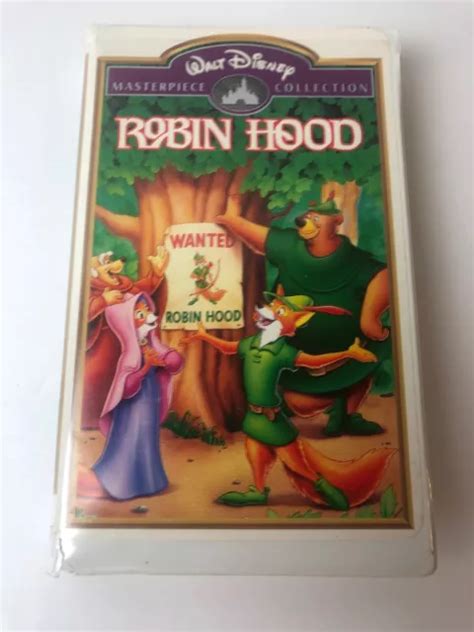 WALT DISNEY
MASTERPIECE COLLECTION
ROBIN HOOD
WANTED
ROBIN HOOD